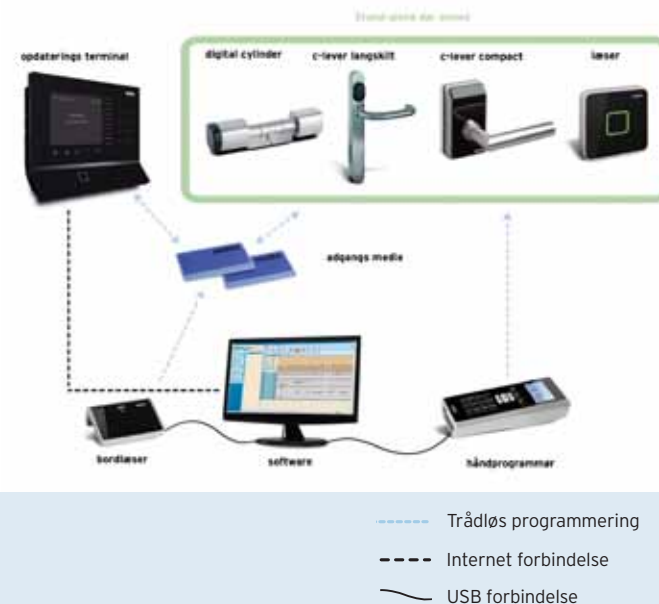 opdaterings terminal
digital cylinder
c-lever langskilt
c-lever compact
læser
adgangs medie
bordlæser
software
håndprogrammør
Trådløs programmering
Internet forbindelse
USB forbindelse